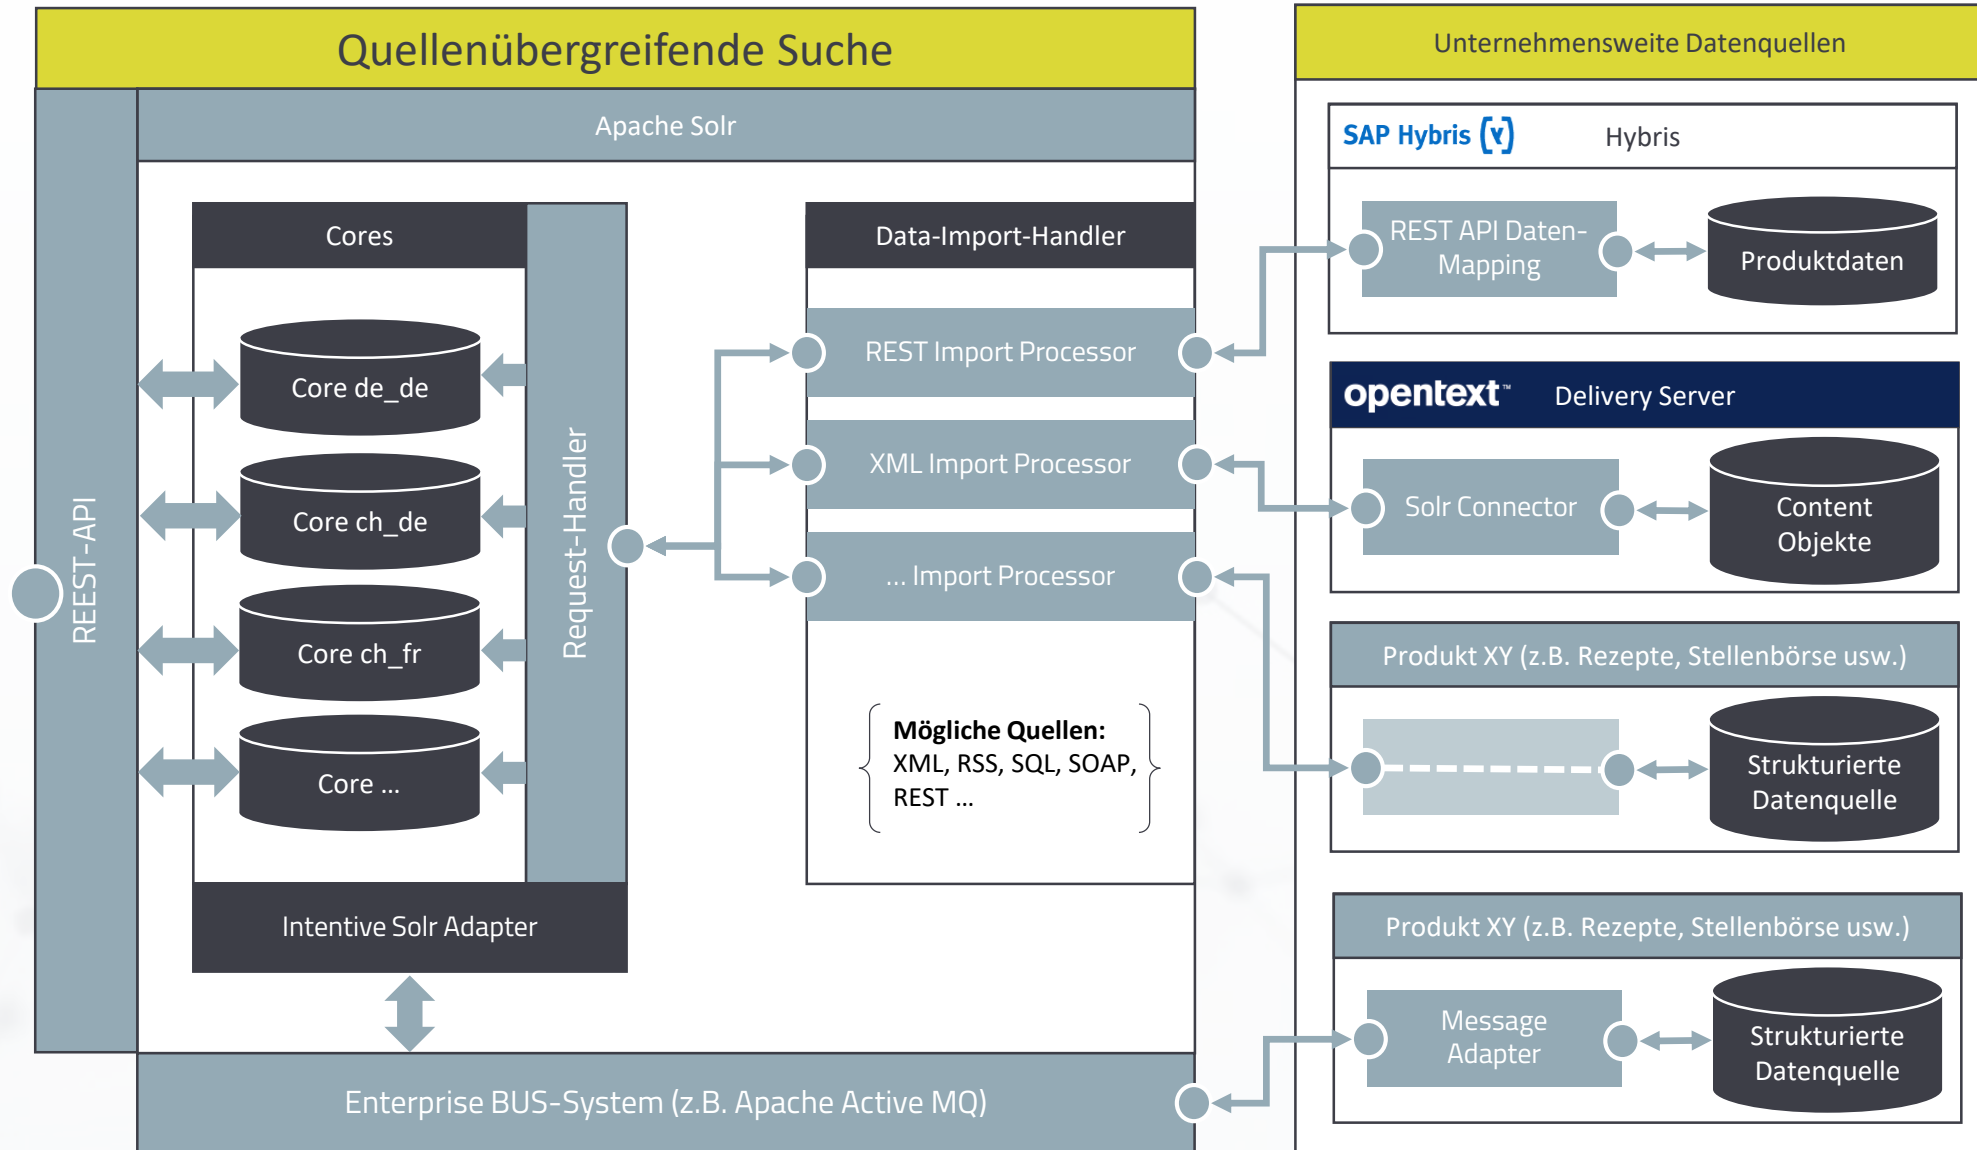 Quellenübergreifende Suche
Apache Solr
REEST-API
Cores
Core de_de
Core ch_de
Core ch_fr
Core ...
Request-Handler
Intentive Solr Adapter
Data-Import-Handler
REST Import Processor
XML Import Processor
... Import Processor
Mögliche Quellen:
XML, RSS, SQL, SOAP,
REST ...
Enterprise BUS-System (z.B. Apache Active MQ)
Unternehmensweite Datenquellen
SAP Hybris (Y) Hybris
REST API Daten-
Mapping
Produktdaten
opentext™ Delivery Server
Solr Connector
Content
Objekte
Produkt XY (z.B. Rezepte, Stellenbörse usw.)
Strukturierte
Datenquelle
Produkt XY (z.B. Rezepte, Stellenbörse usw.)
Message
Adapter
Strukturierte
Datenquelle